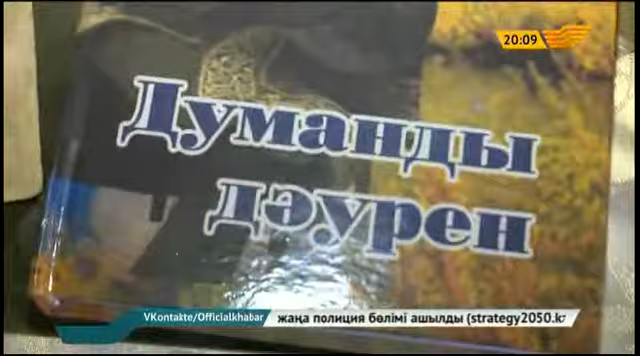 20:09
Думанды
дәурен
VKontakte/Officialkhabar жаңа полиция бөлімі ашылды (strategy2050.kz